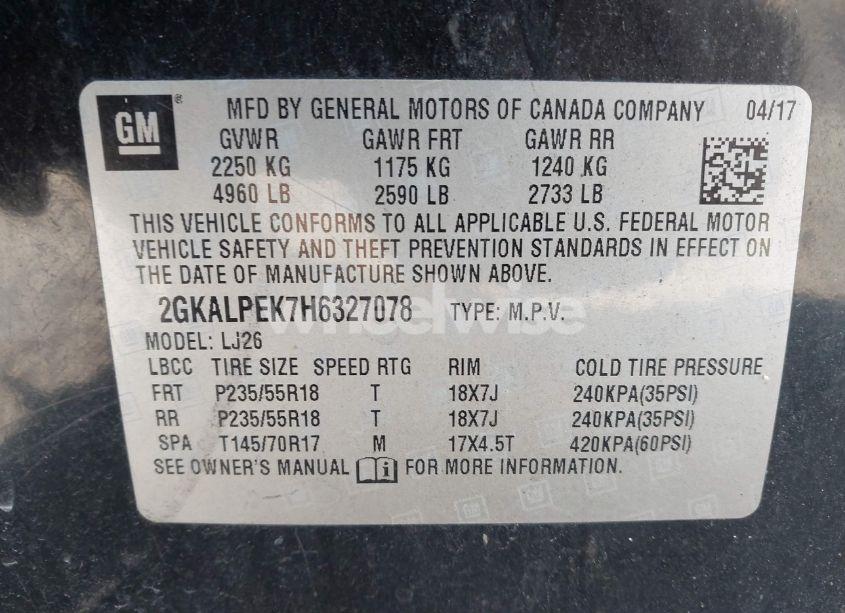 GM ® MFD BY GENERAL MOTORS OF CANADA COMPANY 04/17
GVWR GAWR FRT GAWR RR
2250 KG 1175 KG 1240 KG
4960 LB 2590 LB 2733 LB
THIS VEHICLE CONFORMS TO ALL APPLICABLE U.S. FEDERAL MOTOR
VEHICLE SAFETY AND THEFT PREVENTION STANDARDS IN EFFECT ON
THE DATE OF MANUFACTURE SHOWN ABOVE.
2GKALPEK7H6327078 TYPE: M.P.V.
wheelwise
MODEL: LJ26
LBCC TIRE SIZE SPEED RTG RIM COLD TIRE PRESSURE
FRT P235/55R18 T 18X7J 240KPA(35PSI)
RR P235/55R18 T 18X7J 240KPA(35PSI)
SPA T145/70R17 M 17X4.5T 420KPA(60PSI)
SEE OWNER'S MANUAL i FOR MORE INFORMATION.